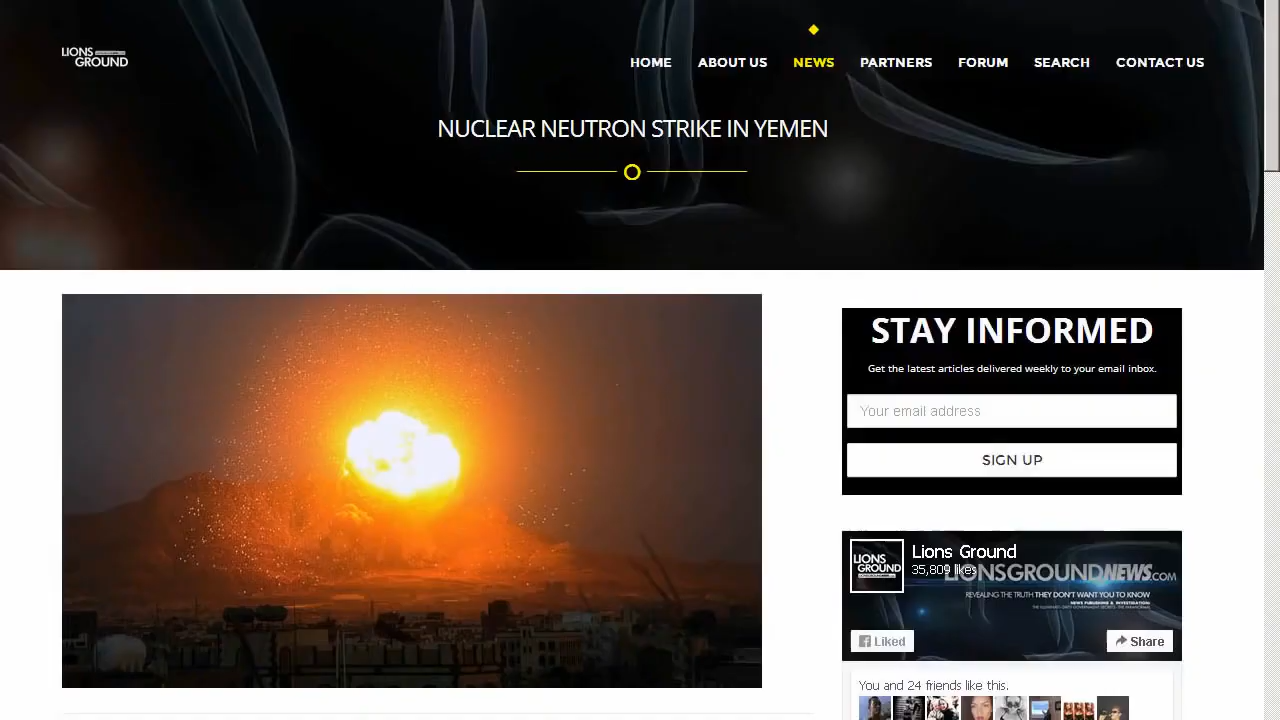 LIONS
GROUND
HOME ABOUT US NEWS PARTNERS FORUM SEARCH CONTACT US
NUCLEAR NEUTRON STRIKE IN YEMEN
STAY INFORMED
Get the latest articles delivered weekly to your email inbox.
Your email address
SIGN UP
LIONS
GROUND
Lions Ground
35,809 likes
LIONSGROUNDNEWS.COM
REVEALING THE TRUTH THEY DON'T WANT YOU TO KNOW
NEWS PUBLISHING & INVESTIGATION
Liked
Share
You and 24 friends like this.